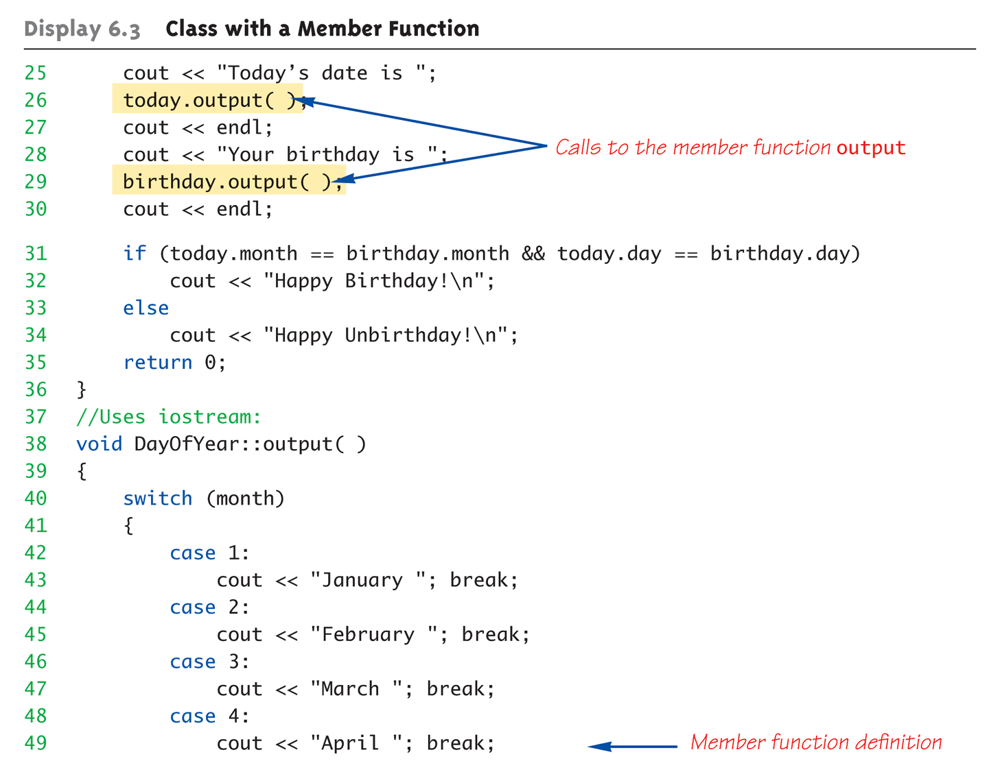 Display 6.3 Class with a Member Function
25 cout << "Today’s date is ";
26 today.output( );
27 cout << endl;
Calls to the member function output
28 cout << "Your birthday is ";
29 birthday.output( );
30 cout << endl;
31 if (today.month == birthday.month && today.day == birthday.day)
32 cout << "Happy Birthday!\n";
33 else
34 cout << "Happy Unbirthday!\n";
35 return 0;
36 }
37 //Uses iostream:
38 void DayOfYear::output( )
39 {
40 switch (month)
41 {
42 case 1:
43 cout << "January "; break;
44 case 2:
45 cout << "February "; break;
46 case 3:
47 cout << "March "; break;
48 case 4:
49 cout << "April "; break;
Member function definition